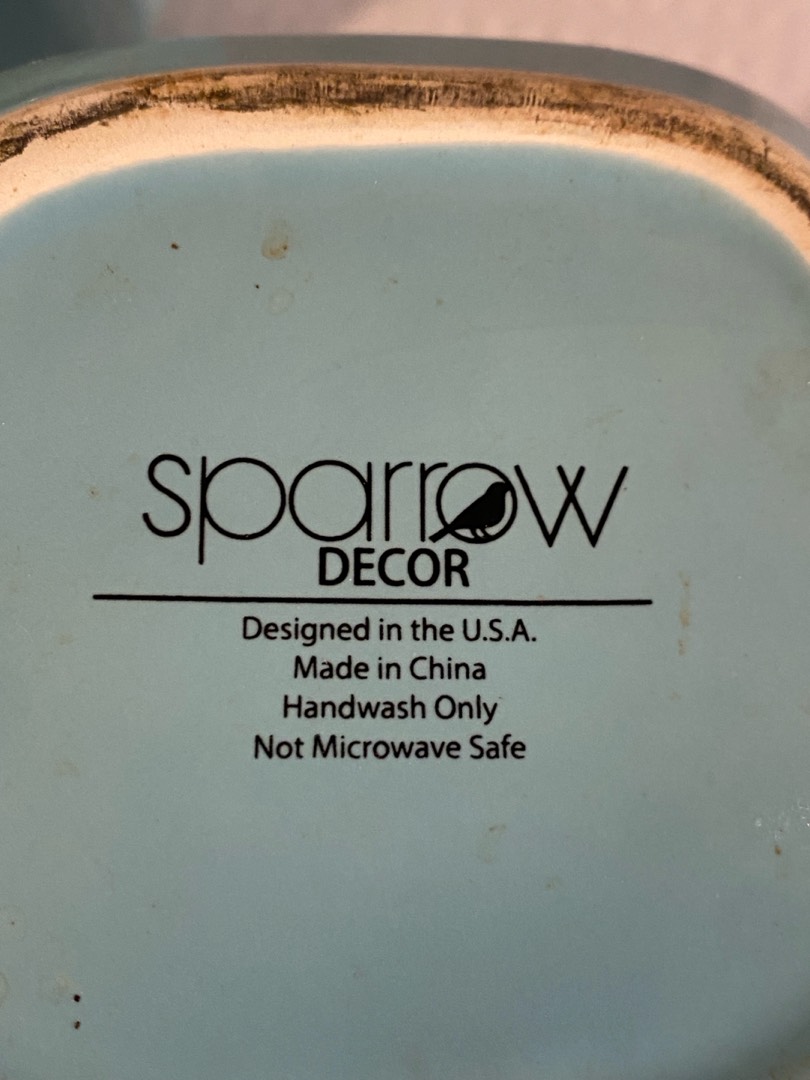 sparrow
DECOR
Designed in the U.S.A.
Made in China
Handwash Only
Not Microwave Safe